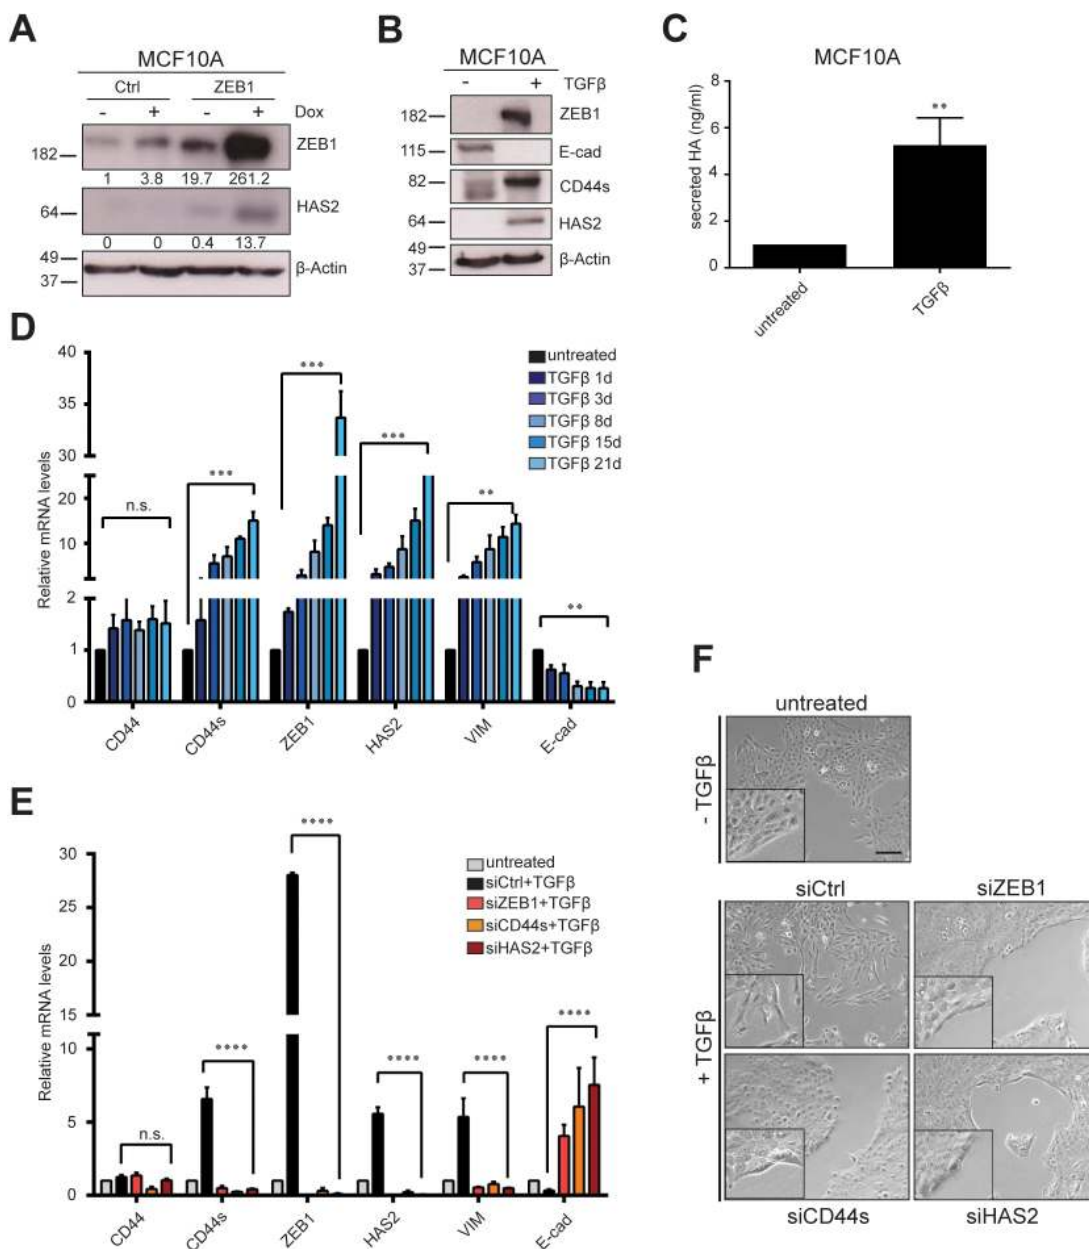 A
MCF10A
Ctrl ZEB1
- + - + Dox
182 ZEB1
1 3.8 19.7 261.2
64 HAS2
0 0 0.4 13.7
49
37 β-Actin
B
MCF10A
- + TGFβ
182 ZEB1
115 E-cad
82 CD44s
64 HAS2
49
37 β-Actin
C
MCF10A
**
secreted HA (ng/ml)
8
6
4
2
0
untreated
TGFβ
D
Relative mRNA levels
40
35
30
20
10
2
1
0
n.s.
***
***
***
**
**
untreated
TGFβ 1d
TGFβ 3d
TGFβ 8d
TGFβ 15d
TGFβ 21d
CD44
CD44s
ZEB1
HAS2
VIM
E-cad
E
Relative mRNA levels
30
25
20
15
10
5
0
n.s.
****
****
****
****
****
untreated
siCtrl+TGFβ
siZEB1+TGFβ
siCD44s+TGFβ
siHAS2+TGFβ
CD44
CD44s
ZEB1
HAS2
VIM
E-cad
F
untreated
- TGFβ
siCtrl siZEB1
+ TGFβ
siCD44s siHAS2